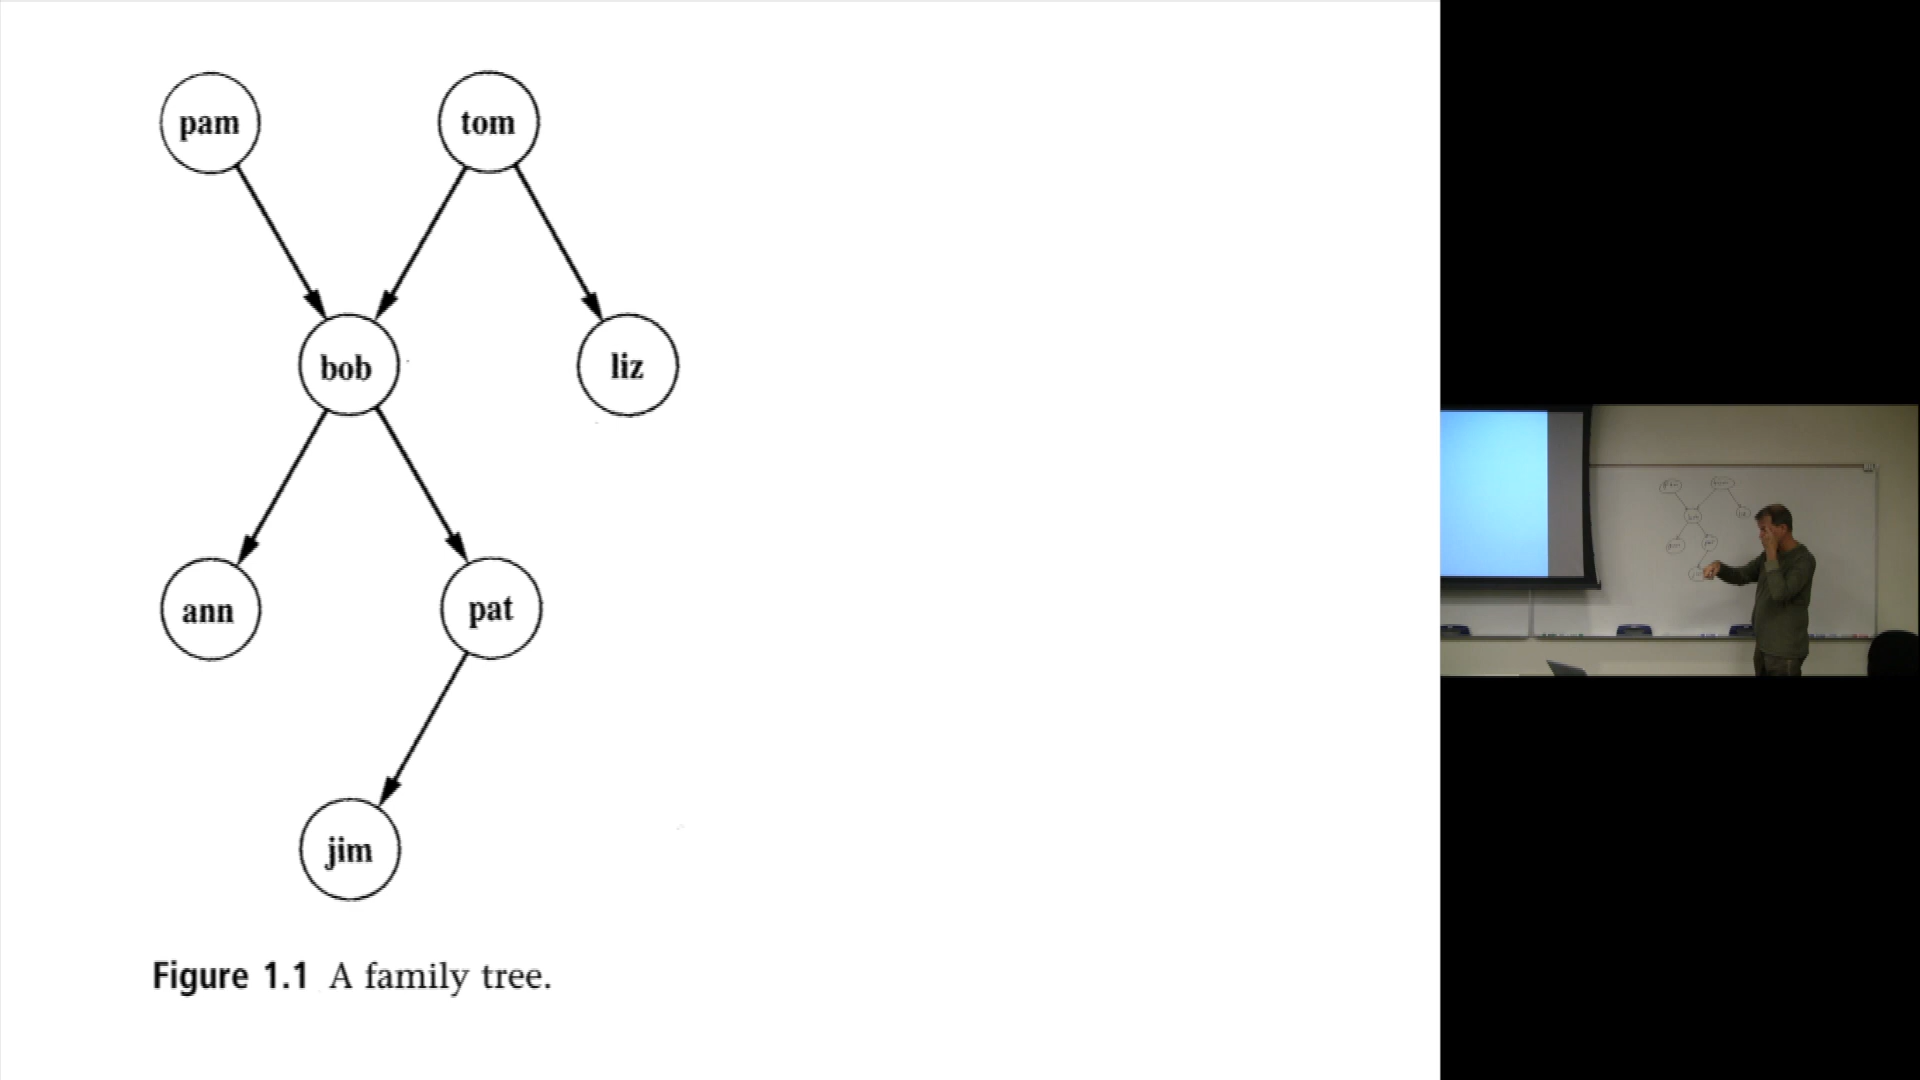 pam
tom
bob
liz
ann
pat
jim
Figure 1.1 A family tree.